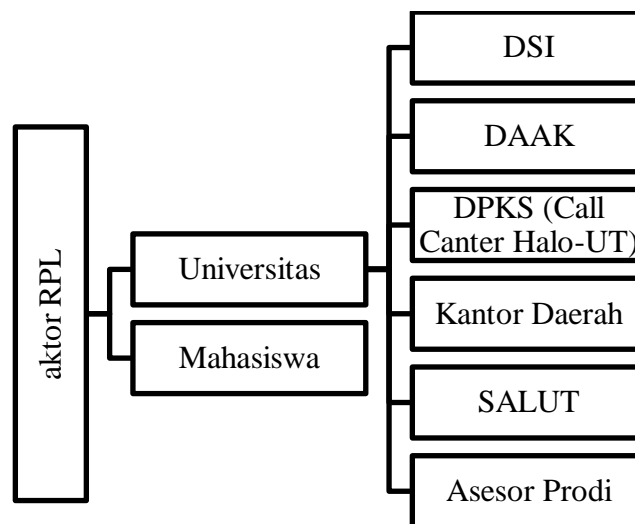 aktor RPL
Universitas
Mahasiswa
DSI
DAAK
DPKS (Call
Canter Halo-UT)
Kantor Daerah
SALUT
Asesor Prodi